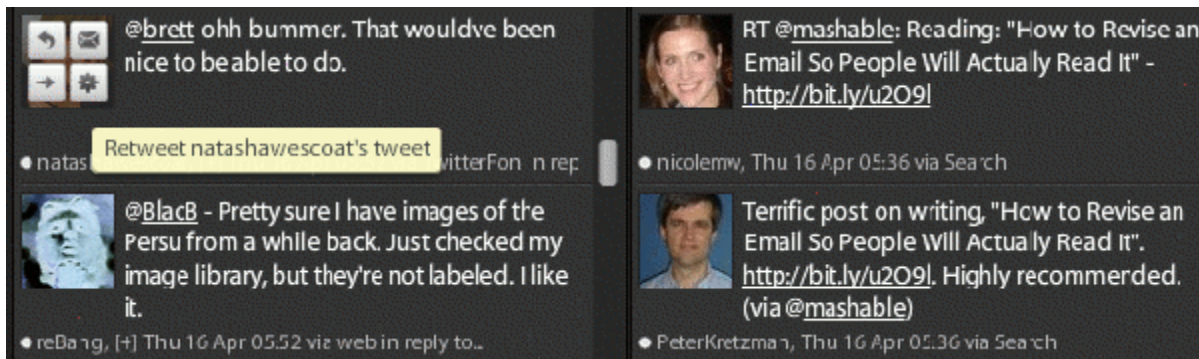 @brett ohh bummer. That wouldve been
nice to be able to do.
Retweet natashawescoat's tweet
natas itterFon n rep
@BlacB - Pretty sure I have images of the
Persu from a while back. Just checked my
image library, but they're not labeled. I like
it.
reBang, [+] Thu 16 Apr 05:52 via web in reply to...
RT @mashable: Reading: "How to Revise an
Email So People Will Actually Read It" -
http://bit.ly/u2O9l
nicolemw, Thu 16 Apr 05:36 via Search
Terrific post on writing, "How to Revise an
Email So People Will Actually Read It".
http://bit.ly/u2O9l. Highly recommended.
(via @mashable)
PeterKretzman, Thu 16 Apr 05:36 via Search